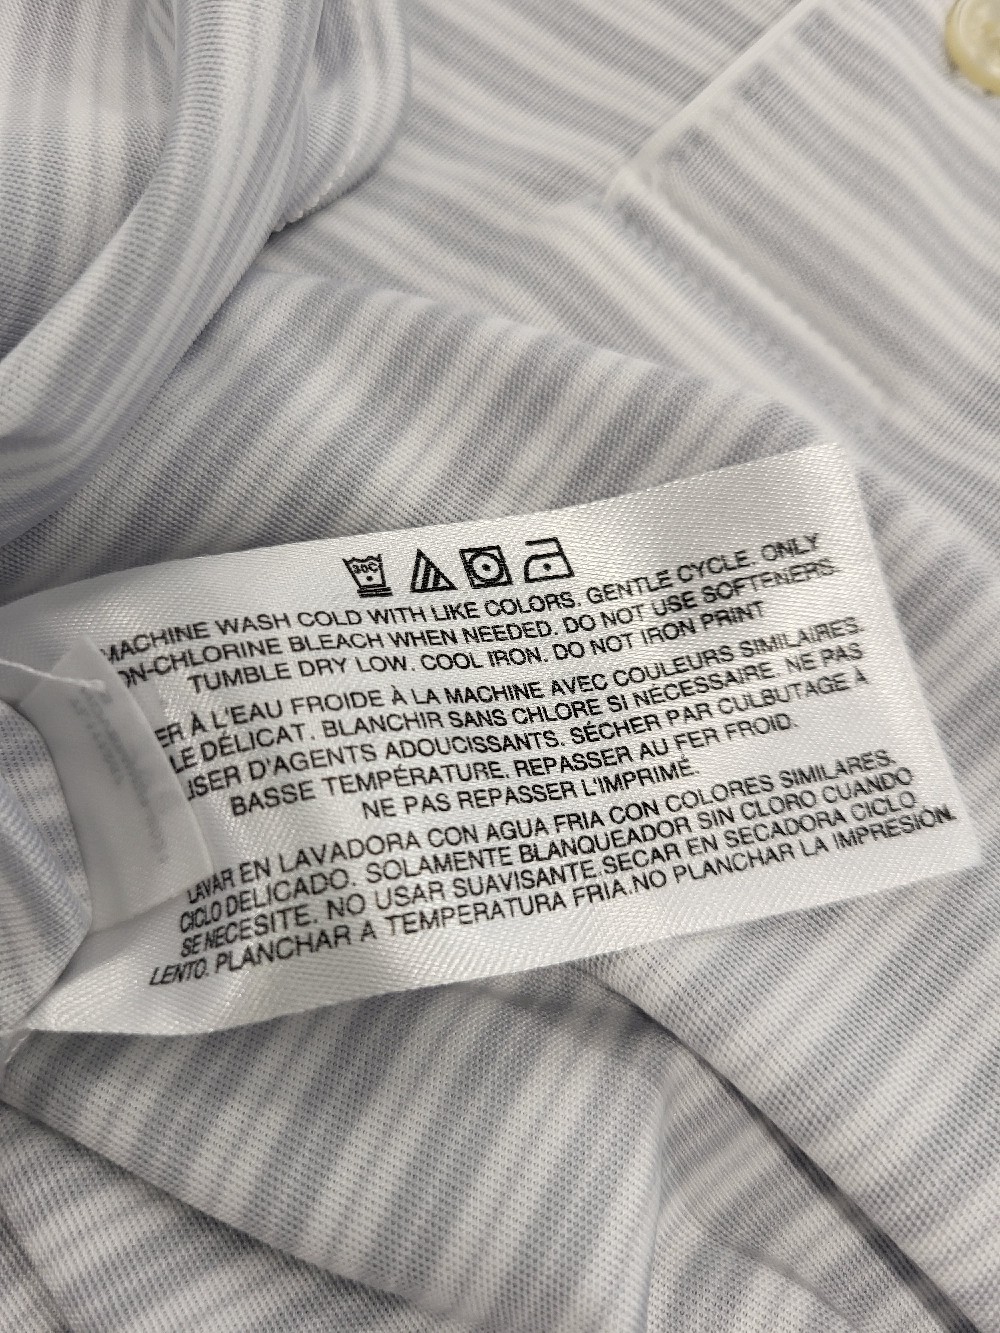 30C
MACHINE WASH COLD WITH LIKE COLORS. GENTLE CYCLE. ONLY
ON-CHLORINE BLEACH WHEN NEEDED. DO NOT USE SOFTENERS.
TUMBLE DRY LOW. COOL IRON. DO NOT IRON PRINT
ER À L'EAU FROIDE À LA MACHINE AVEC COULEURS SIMILAIRES.
LE DÉLICAT. BLANCHIR SANS CHLORE SI NÉCESSAIRE. NE PAS
ISER D'AGENTS ADOUCISSANTS. SÉCHER PAR CULBUTAGE À
BASSE TEMPÉRATURE. REPASSER AU FER FROID.
NE PAS REPASSER L'IMPRIMÉ.
LAVAR EN LAVADORA CON AGUA FRIA CON COLORES SIMILARES.
CICLO DELICADO. SOLAMENTE BLANQUEADOR SIN CLORO CUANDO
SE NECESITE. NO USAR SUAVISANTE.SECAR EN SECADORA CICLO
LENTO. PLANCHAR A TEMPERATURA FRIA.NO PLANCHAR LA IMPRESIÓN.